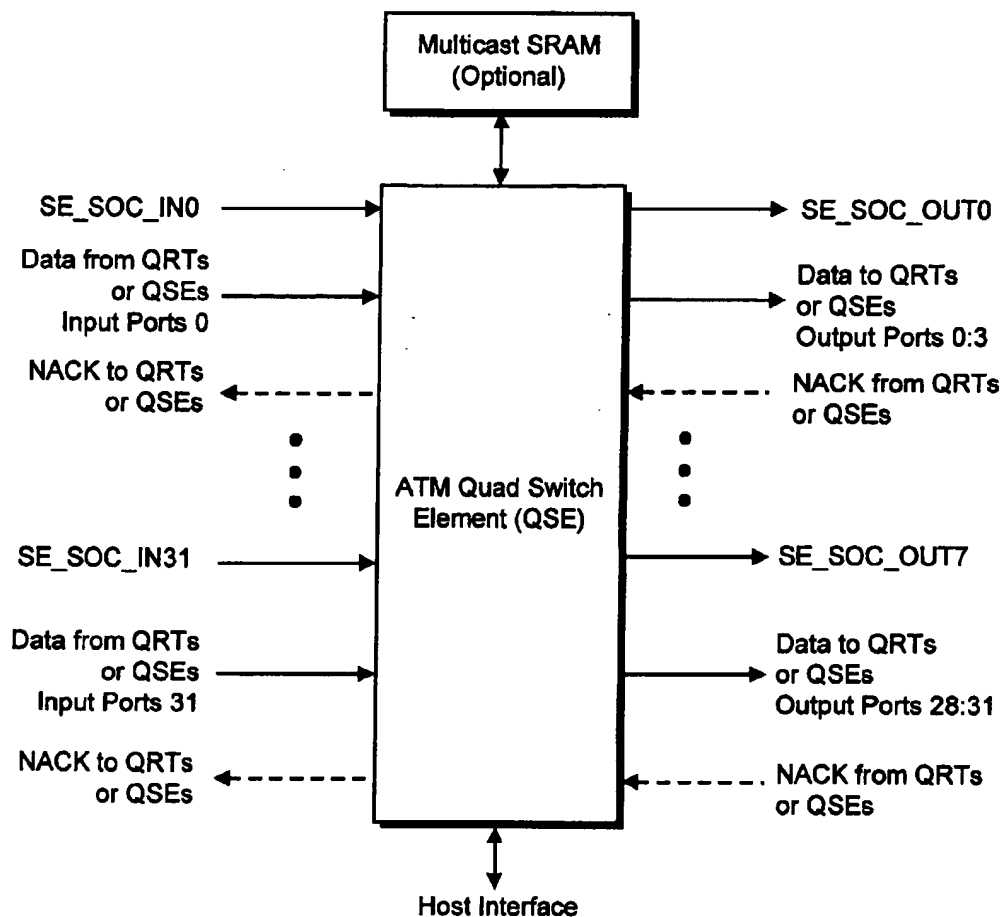 Multicast SRAM
(Optional)
SE_SOC_IN0
SE_SOC_OUT0
Data from QRTs
or QSEs
Input Ports 0
Data to QRTs
or QSEs
Output Ports 0:3
NACK to QRTs
or QSEs
NACK from QRTs
or QSEs
ATM Quad Switch
Element (QSE)
SE_SOC_IN31
SE_SOC_OUT7
Data from QRTs
or QSEs
Input Ports 31
Data to QRTs
or QSEs
Output Ports 28:31
NACK to QRTs
or QSEs
NACK from QRTs
or QSEs
Host Interface